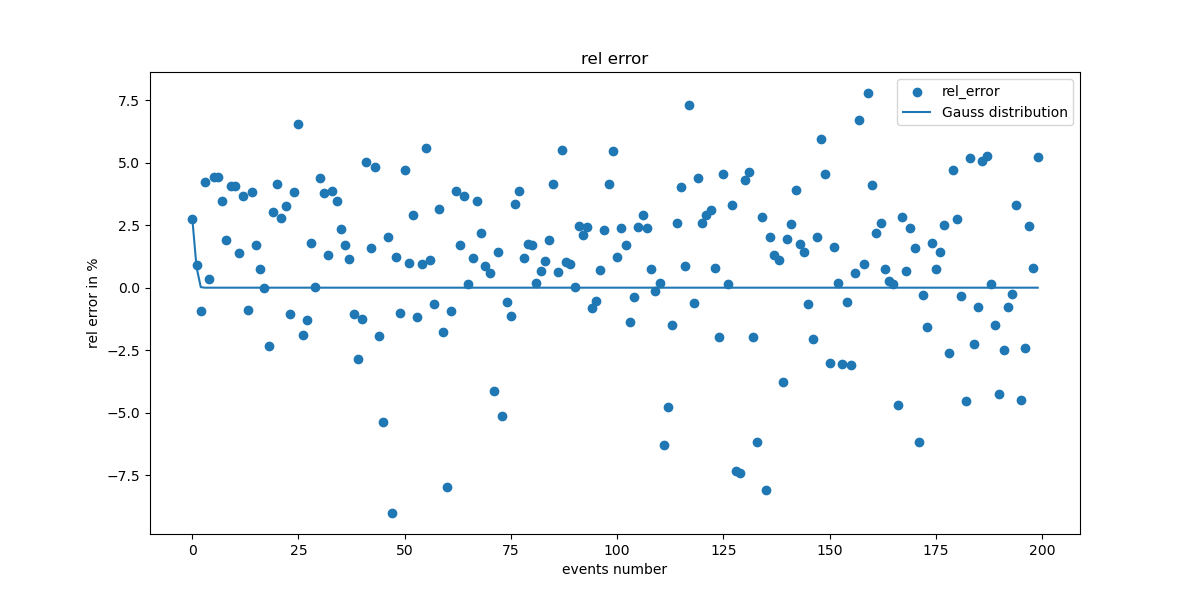 rel error
rel_error
Gauss distribution
7.5
5.0
2.5
0.0
−2.5
−5.0
−7.5
rel error in %
0 25 50 75 100 125 150 175 200
events number